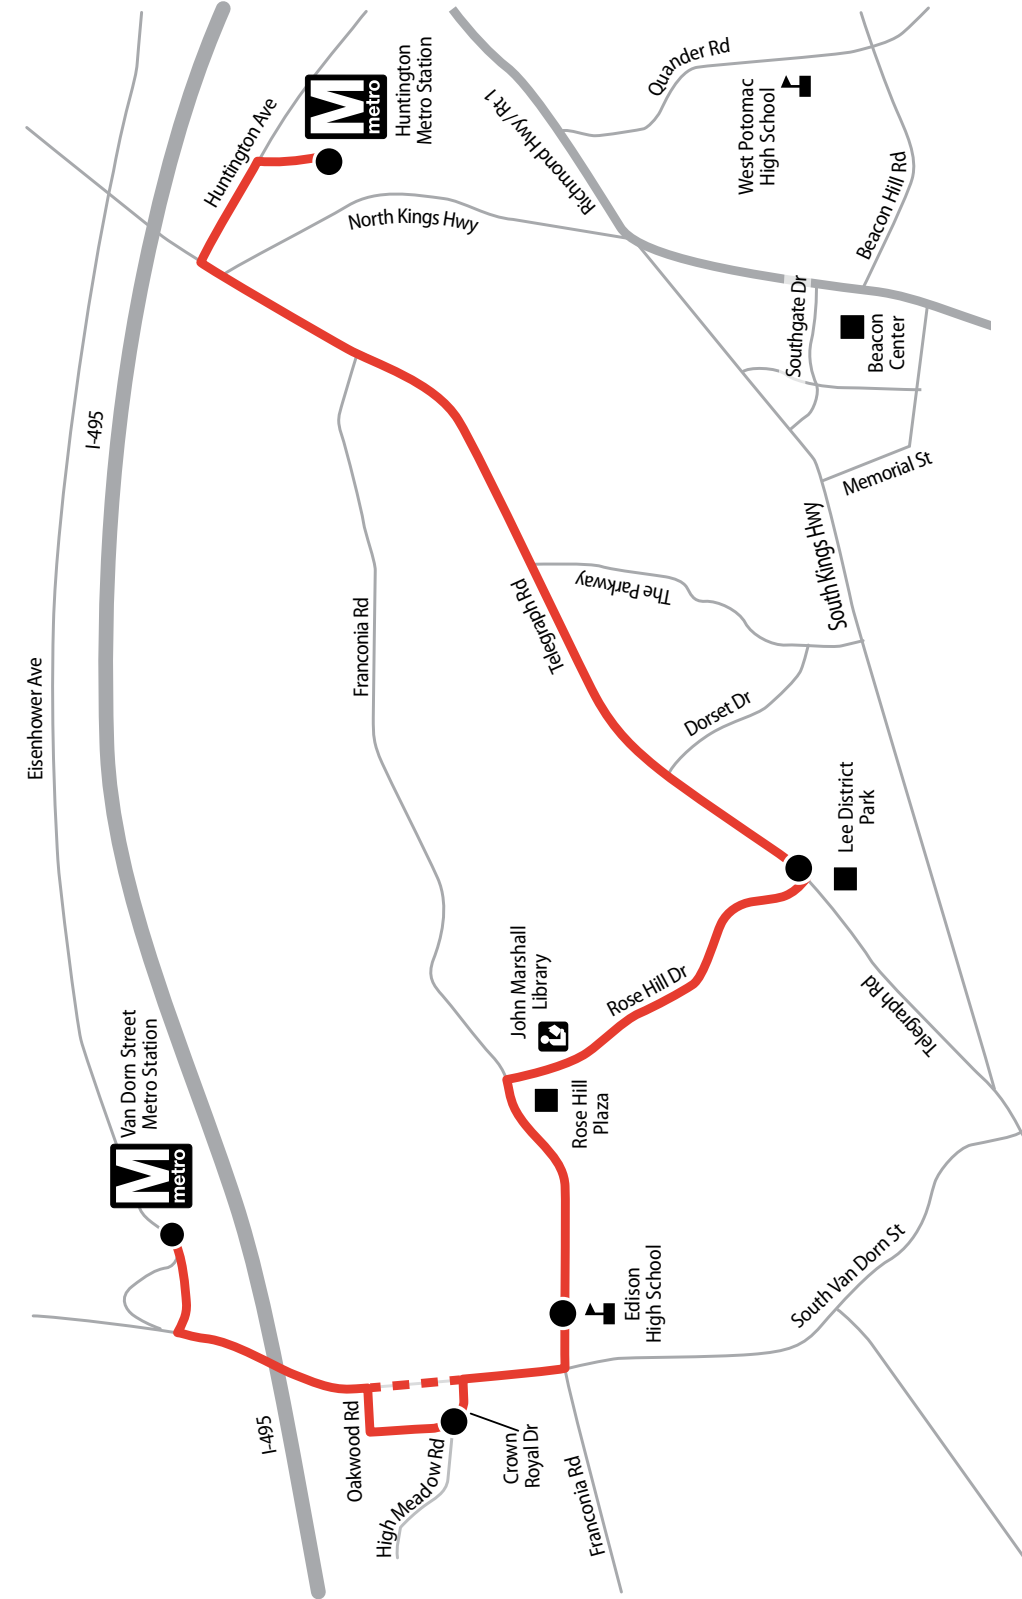 Eisenhower Ave
I-495
Van Dorn Street
Metro Station
M
metro
I-495
Oakwood Rd
High Meadow Rd
Crown
Royal Dr
Franconia Rd
Edison
High School
South Van Dorn St
Rose Hill
Plaza
John Marshall
Library
Rose Hill Dr
Telegraph Rd
Lee District
Park
Franconia Rd
Telegraph Rd
Dorset Dr
The Parkway
South Kings Hwy
Memorial St
Southgate Dr
Beacon
Center
Beacon Hill Rd
West Potomac
High School
Quander Rd
Richmond Hwy/Rt 1
North Kings Hwy
Huntington Ave
M
metro
Huntington
Metro Station